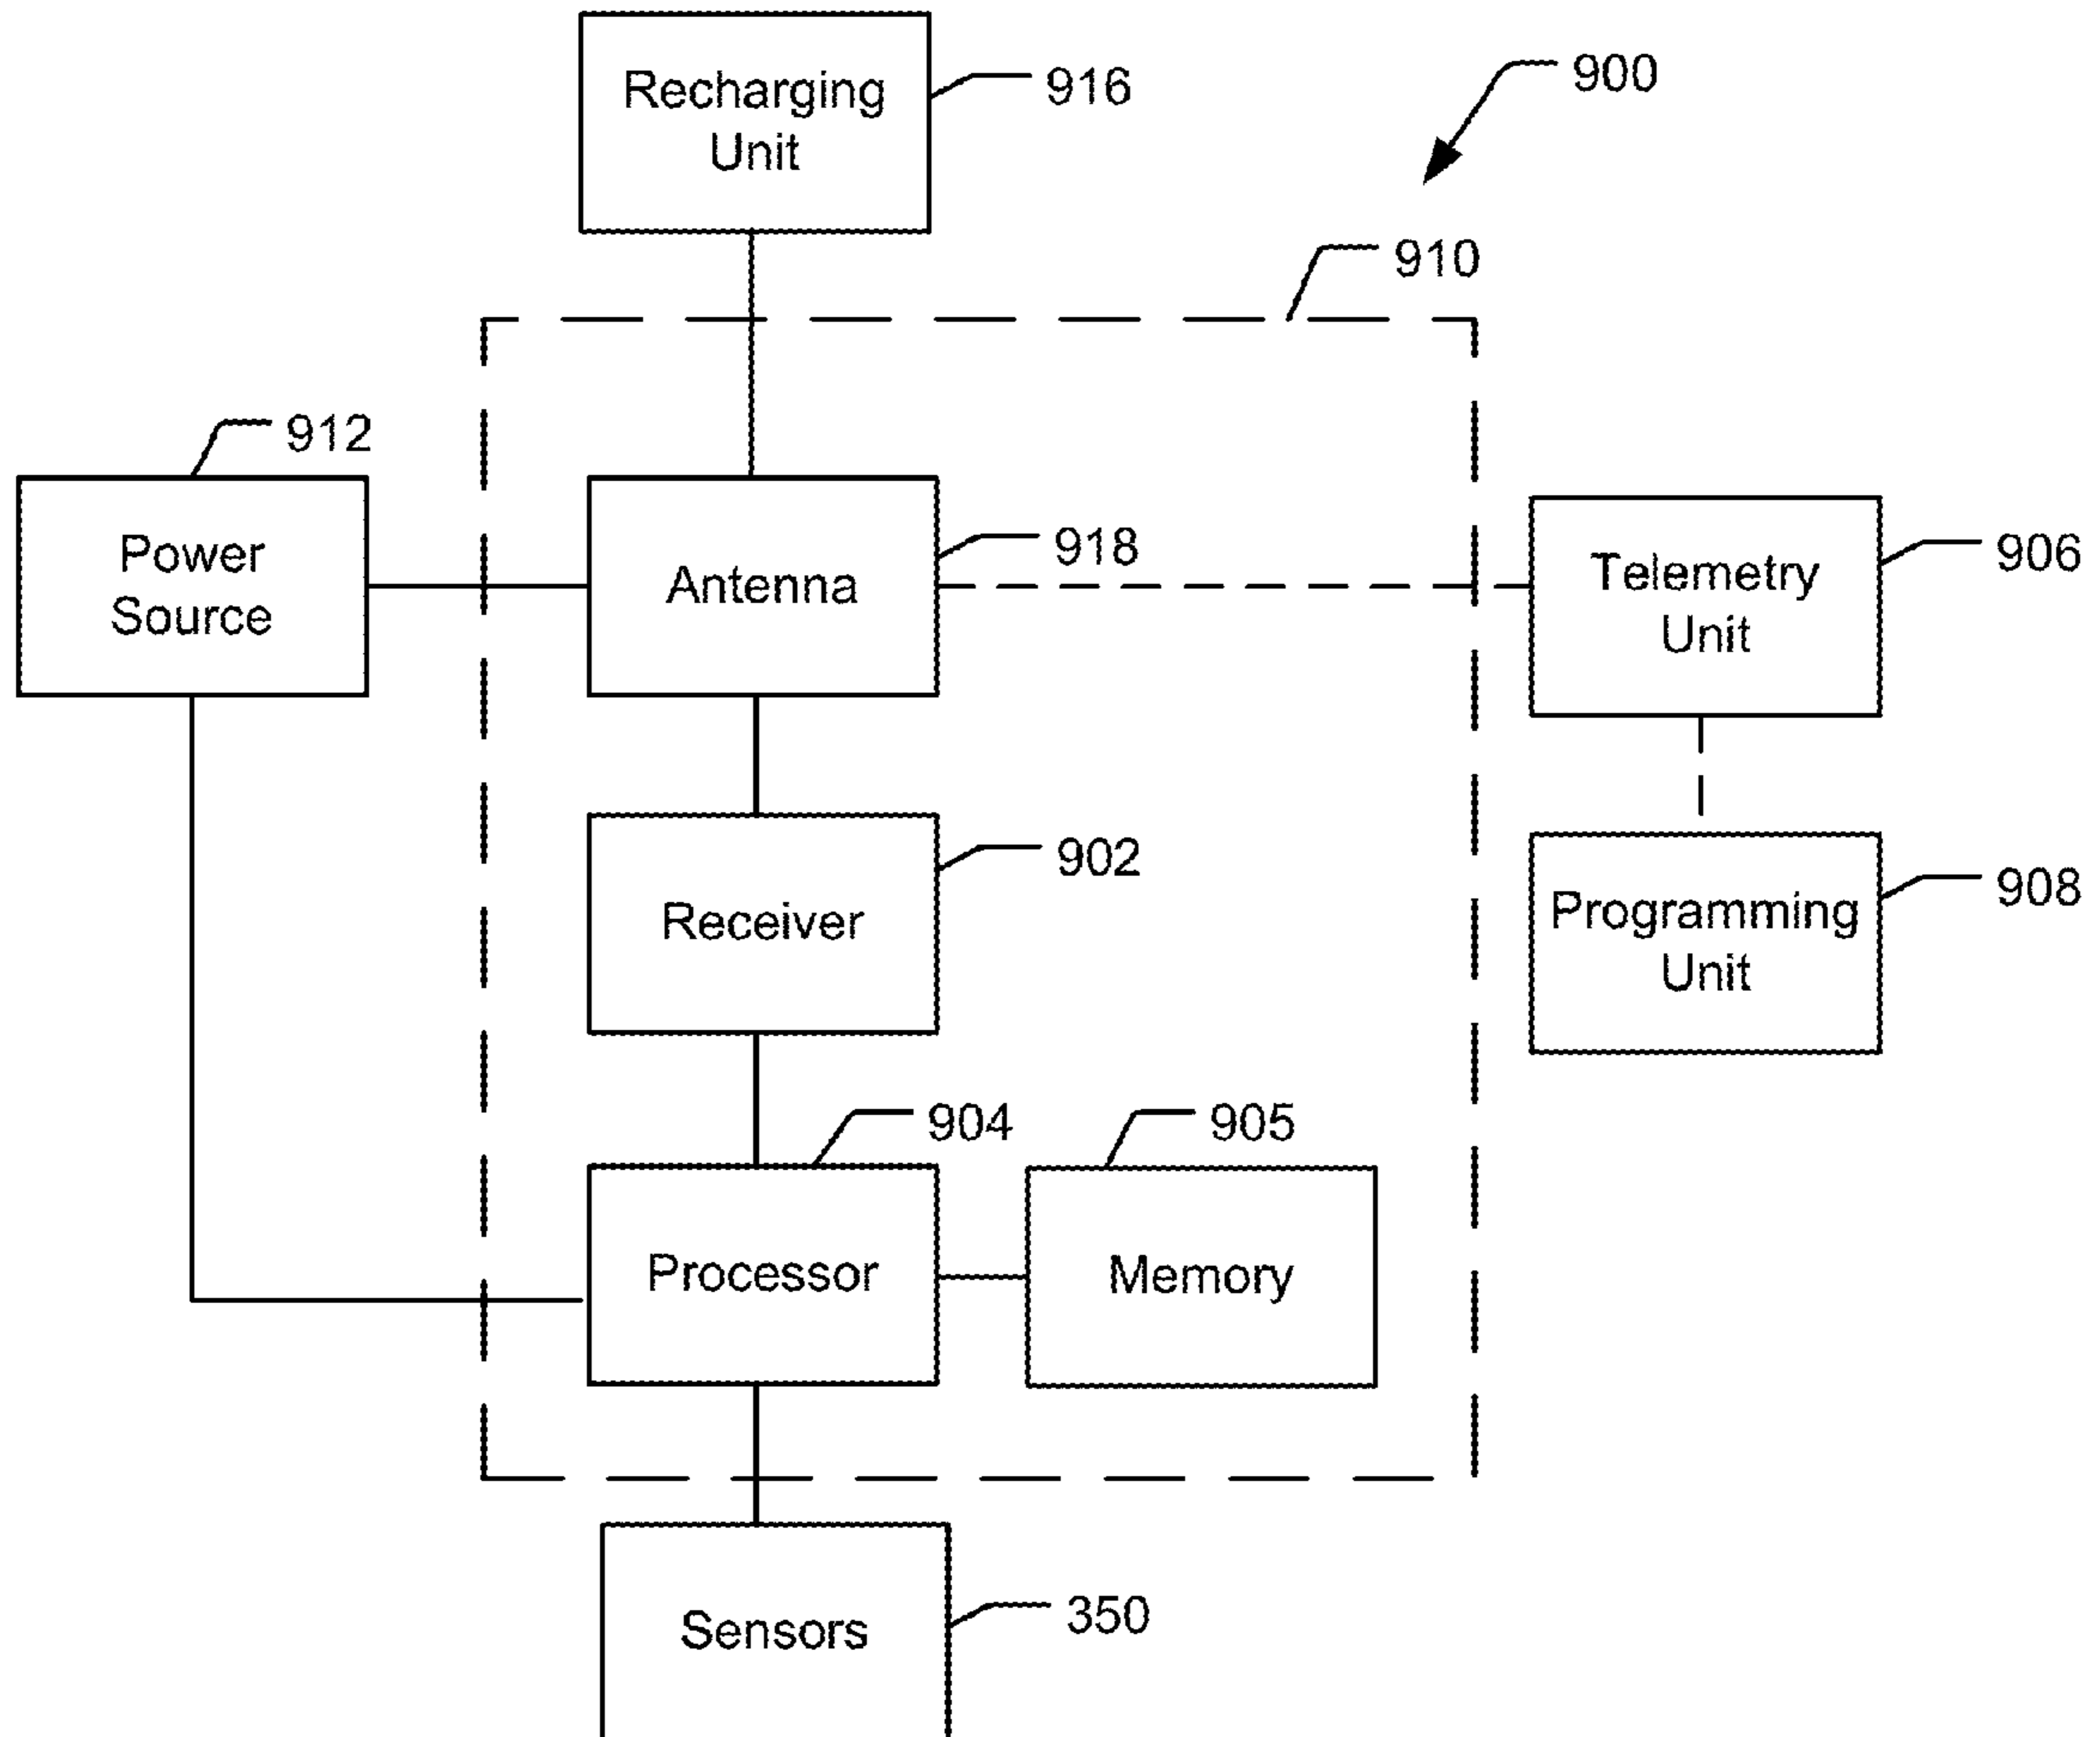 Recharging
Unit
916
900
910
912
Power
Source
Antenna
918
Telemetry
Unit
906
Receiver
902
Programming
Unit
908
904
905
Processor
Memory
Sensors
350